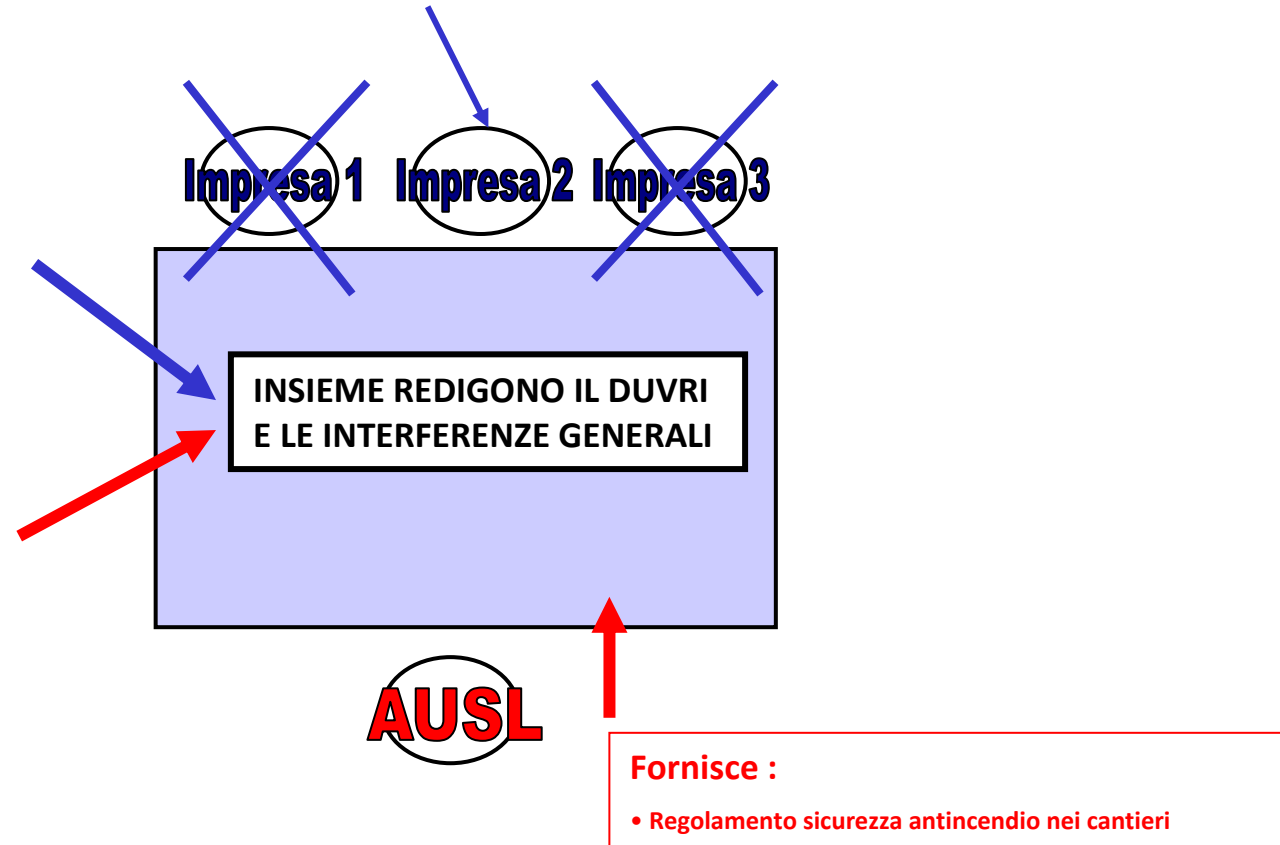 Impresa 1 Impresa 2 Impresa 3
INSIEME REDIGONO IL DUVRI
E LE INTERFERENZE GENERALI
AUSL
Fornisce :
• Regolamento sicurezza antincendio nei cantieri